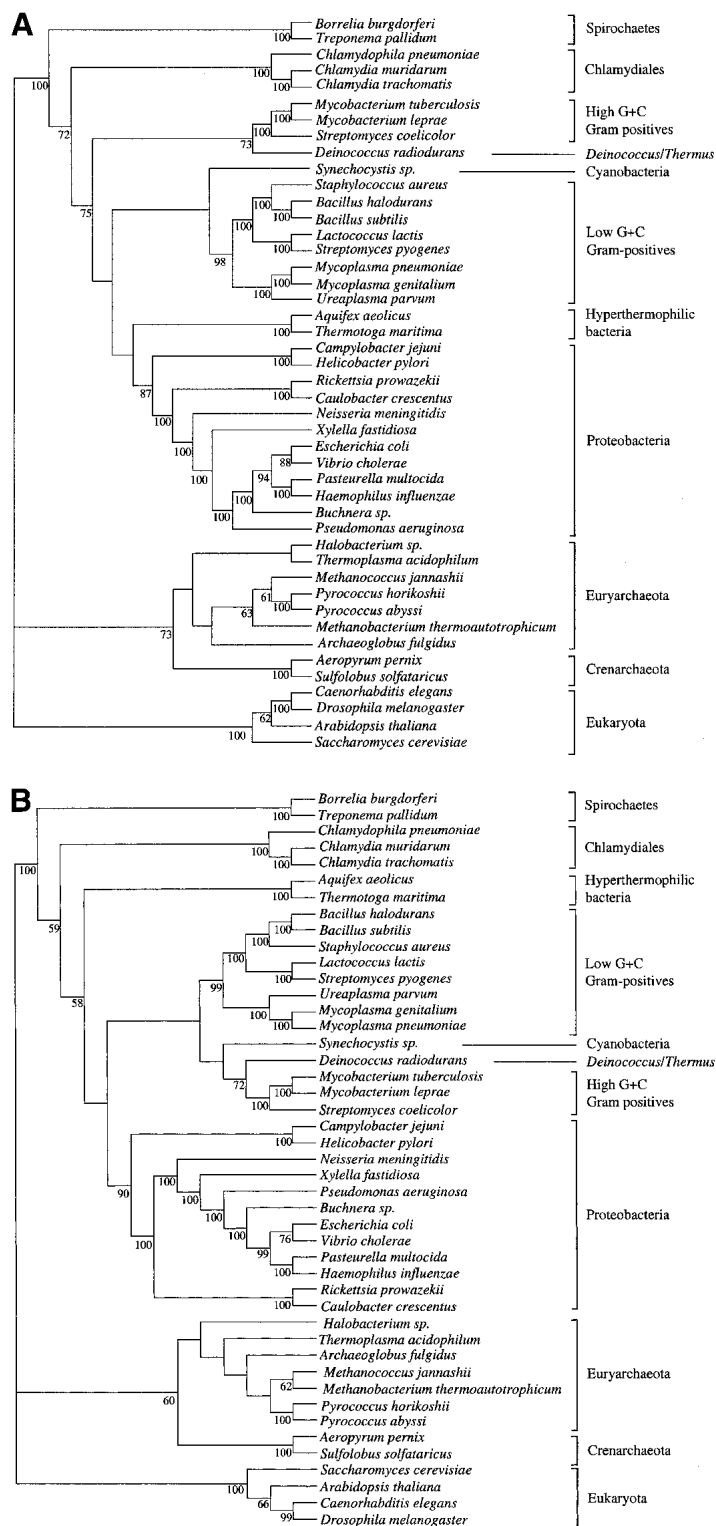 A
Borrelia burgdorferi
Treponema pallidum
100
Spirochaetes
100
Chlamydophila pneumoniae
Chlamydia muridarum
Chlamydia trachomatis
100
100
Chlamydiales
72
Mycobacterium tuberculosis
Mycobacterium leprae
Streptomyces coelicolor
100
100
High G+C
Gram positives
73
Deinococcus radiodurans
Deinococcus/Thermus
Synechocystis sp.
Cyanobacteria
75
Staphylococcus aureus
Bacillus halodurans
Bacillus subtilis
100
100
Lactococcus lactis
Streptomyces pyogenes
100
100
Low G+C
Gram-positives
98
Mycoplasma pneumoniae
Mycoplasma genitalium
Ureaplasma parvum
100
100
Aquifex aeolicus
Thermotoga maritima
100
Hyperthermophilic
bacteria
Campylobacter jejuni
Helicobacter pylori
100
87
Rickettsia prowazekii
Caulobacter crescentus
100
100
Neisseria meningitidis
Xylella fastidiosa
100
100
Escherichia coli
Vibrio cholerae
88
Proteobacteria
94
Pasteurella multocida
Haemophilus influenzae
100
100
Buchnera sp.
Pseudomonas aeruginosa
100
Halobacterium sp.
Thermoplasma acidophilum
Methanococcus jannashii
Pyrococcus horikoshii
Pyrococcus abyssi
61
100
63
Euryarchaeota
Methanobacterium thermoautotrophicum
Archaeoglobus fulgidus
73
Aeropyrum pernix
Sulfolobus solfataricus
100
Crenarchaeota
Caenorhabditis elegans
Drosophila melanogaster
100
62
Arabidopsis thaliana
Saccharomyces cerevisiae
100
Eukaryota
B
Borrelia burgdorferi
Treponema pallidum
100
Spirochaetes
100
Chlamydophila pneumoniae
Chlamydia muridarum
Chlamydia trachomatis
100
100
Chlamydiales
Aquifex aeolicus
Thermotoga maritima
100
Hyperthermophilic
bacteria
59
Bacillus halodurans
Bacillus subtilis
Staphylococcus aureus
100
100
100
Lactococcus lactis
Streptomyces pyogenes
100
Low G+C
Gram-positives
99
Ureaplasma parvum
Mycoplasma genitalium
Mycoplasma pneumoniae
100
100
58
Synechocystis sp.
Cyanobacteria
Deinococcus radiodurans
Deinococcus/Thermus
72
Mycobacterium tuberculosis
Mycobacterium leprae
Streptomyces coelicolor
100
100
High G+C
Gram positives
Campylobacter jejuni
Helicobacter pylori
100
Neisseria meningitidis
Xylella fastidiosa
Pseudomonas aeruginosa
90
100
100
100
Buchnera sp.
Escherichia coli
Vibrio cholerae
100
76
99
Proteobacteria
100
Pasteurella multocida
Haemophilus influenzae
100
Rickettsia prowazekii
Caulobacter crescentus
100
Halobacterium sp.
Thermoplasma acidophilum
Archaeoglobus fulgidus
Methanococcus jannashii
Methanobacterium thermoautotrophicum
62
Euryarchaeota
Pyrococcus horikoshii
Pyrococcus abyssi
100
60
Aeropyrum pernix
Sulfolobus solfataricus
100
Crenarchaeota
Saccharomyces cerevisiae
Arabidopsis thaliana
Caenorhabditis elegans
Drosophila melanogaster
100
66
99
Eukaryota